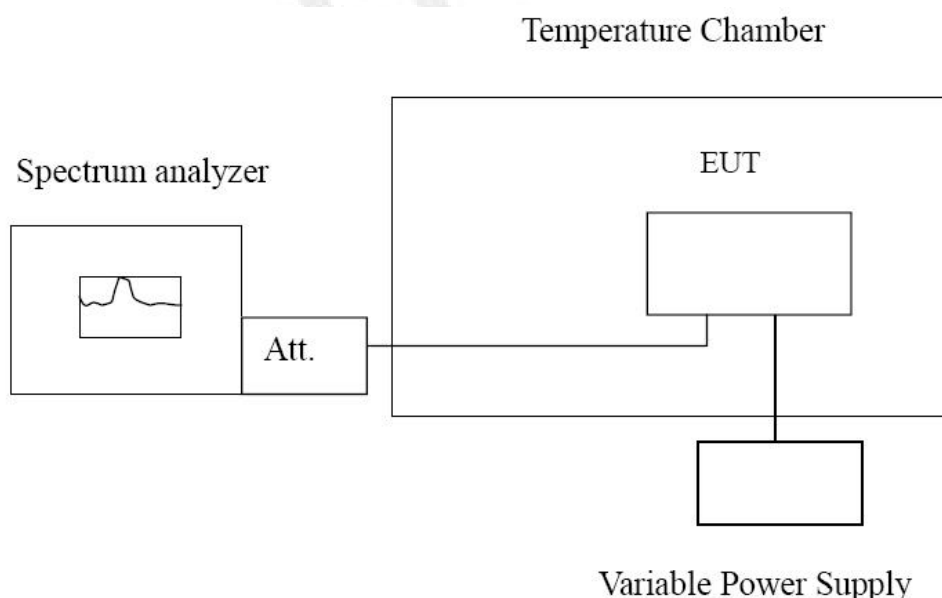 Temperature Chamber
Spectrum analyzer
EUT
Att.
Variable Power Supply